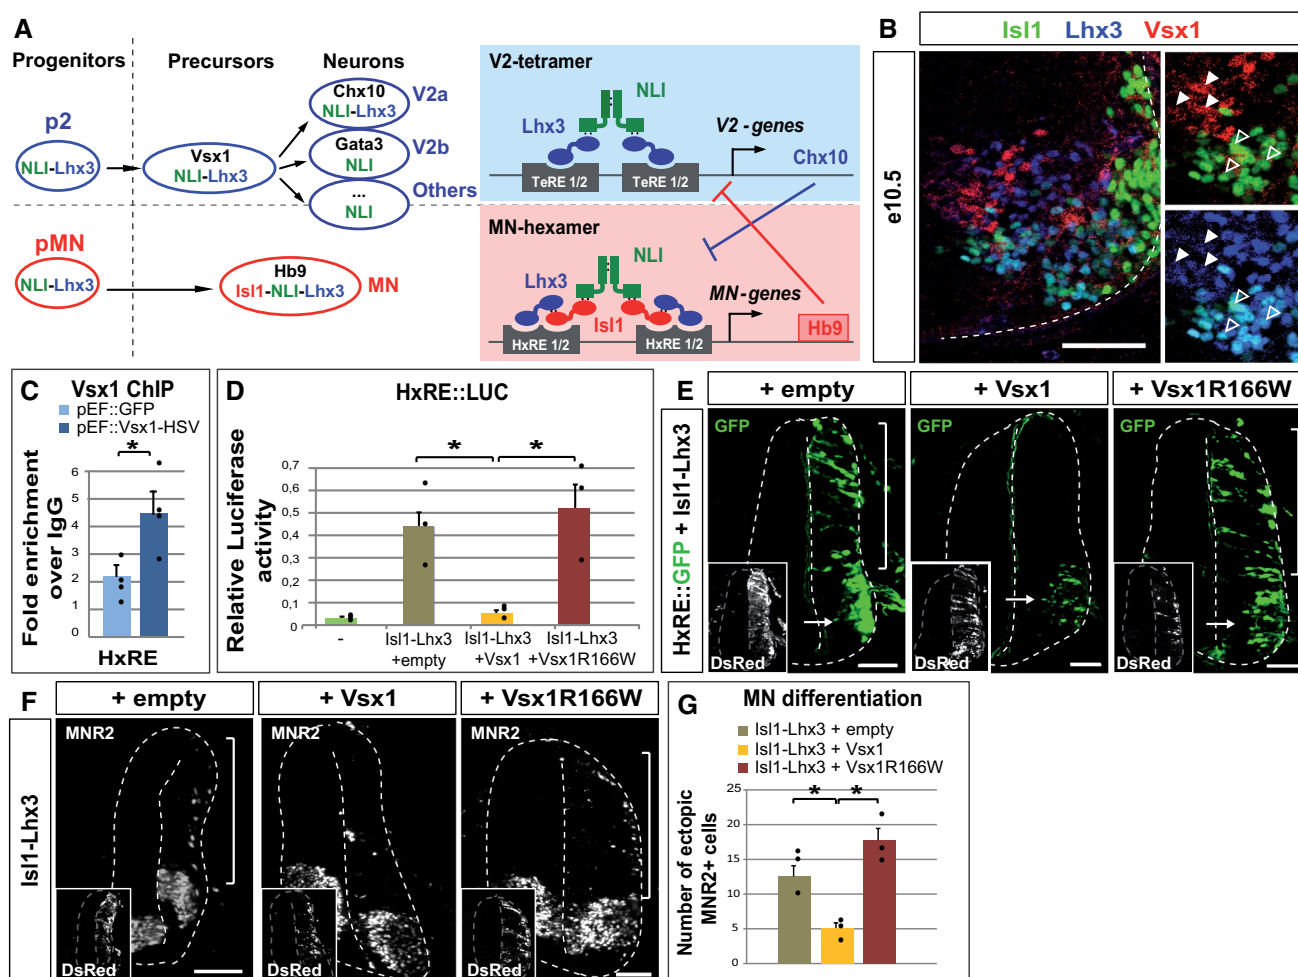 A
Progenitors
Precursors
Neurons
p2
NLI-Lhx3
Vsx1
NLI-Lhx3
Chx10
NLI-Lhx3
V2a
Gata3
NLI
V2b
...
NLI
Others
pMN
NLI-Lhx3
Hb9
Isl1-NLI-Lhx3
MN
V2-tetramer
NLI
Lhx3
V2 -genes
Chx10
TeRE 1/2
TeRE 1/2
MN-hexamer
NLI
Lhx3
Isl1
MN-genes
Hb9
HxRE 1/2
HxRE 1/2
B
Isl1 Lhx3 Vsx1
e10.5
C
Vsx1 ChIP
pEF::GFP
pEF::Vsx1-HSV
*
Fold enrichment
over IgG
6
5
4
3
2
1
0
HxRE
D
HxRE::LUC
* *
Relative Luciferase
activity
0,7
0,6
0,5
0,4
0,3
0,2
0,1
0
-
Isl1-Lhx3
+empty
Isl1-Lhx3
+Vsx1
Isl1-Lhx3
+Vsx1R166W
E
+ empty
+ Vsx1
+ Vsx1R166W
HxRE::GFP + Isl1-Lhx3
GFP
GFP
GFP
DsRed
DsRed
DsRed
F
+ empty
+ Vsx1
+ Vsx1R166W
Isl1-Lhx3
MNR2
MNR2
MNR2
DsRed
DsRed
DsRed
G
MN differentiation
Isl1-Lhx3 + empty
Isl1-Lhx3 + Vsx1
Isl1-Lhx3 + Vsx1R166W
* *
Number of ectopic
MNR2+ cells
25
20
15
10
5
0